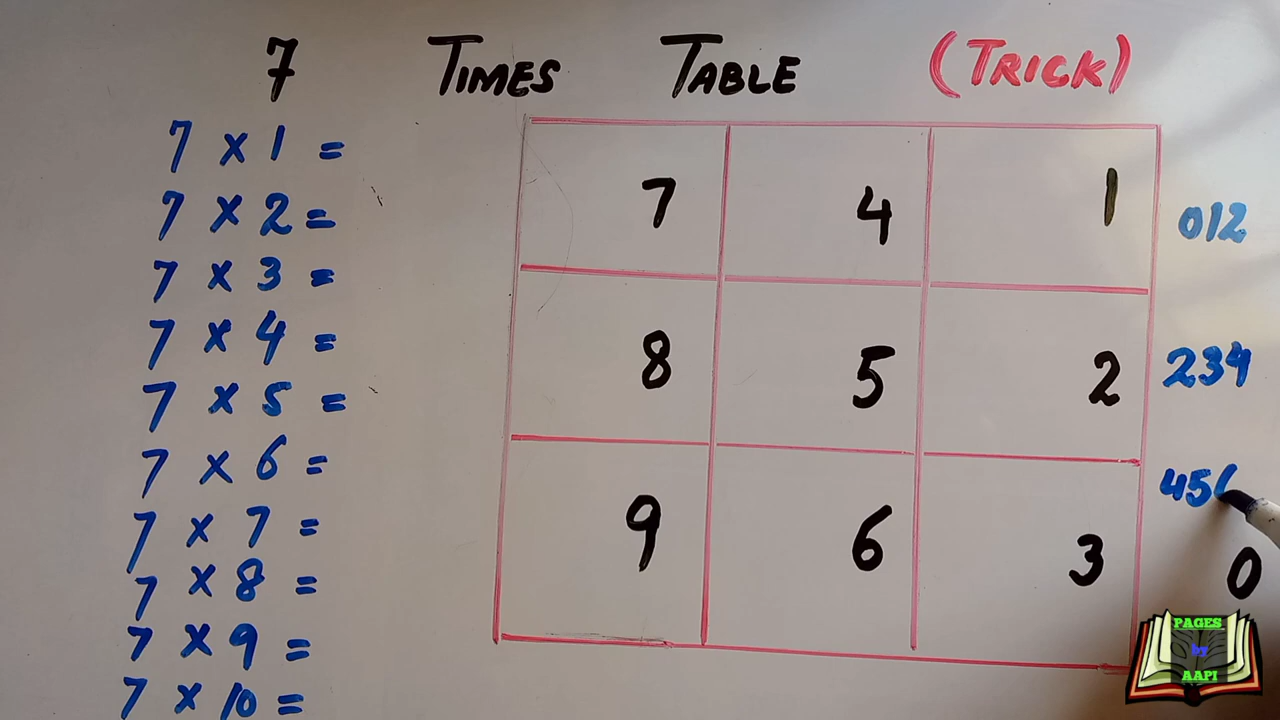 7 TIMES TABLE (TRICK)
7 x 1 =
7 x 2 =
7 x 3 =
7 x 4 =
7 x 5 =
7 x 6 =
7 x 7 =
7 x 8 =
7 x 9 =
7 x 10 =
7 4 1 012
8 5 2 234
9 6 3 45
0
PAGES
by
AAPI